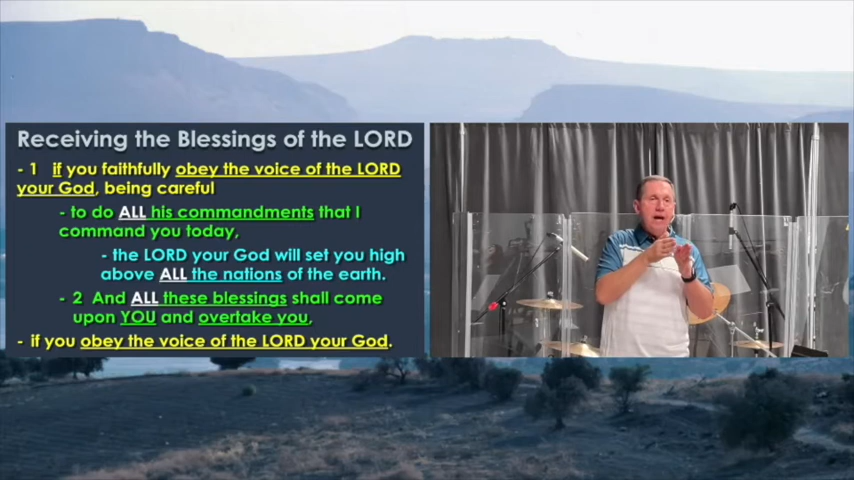 Receiving the Blessings of the LORD
- 1 if you faithfully obey the voice of the LORD
your God, being careful
- to do ALL his commandments that I
command you today,
- the LORD your God will set you high
above ALL the nations of the earth.
- 2 And ALL these blessings shall come
upon YOU and overtake you,
- if you obey the voice of the LORD your God.